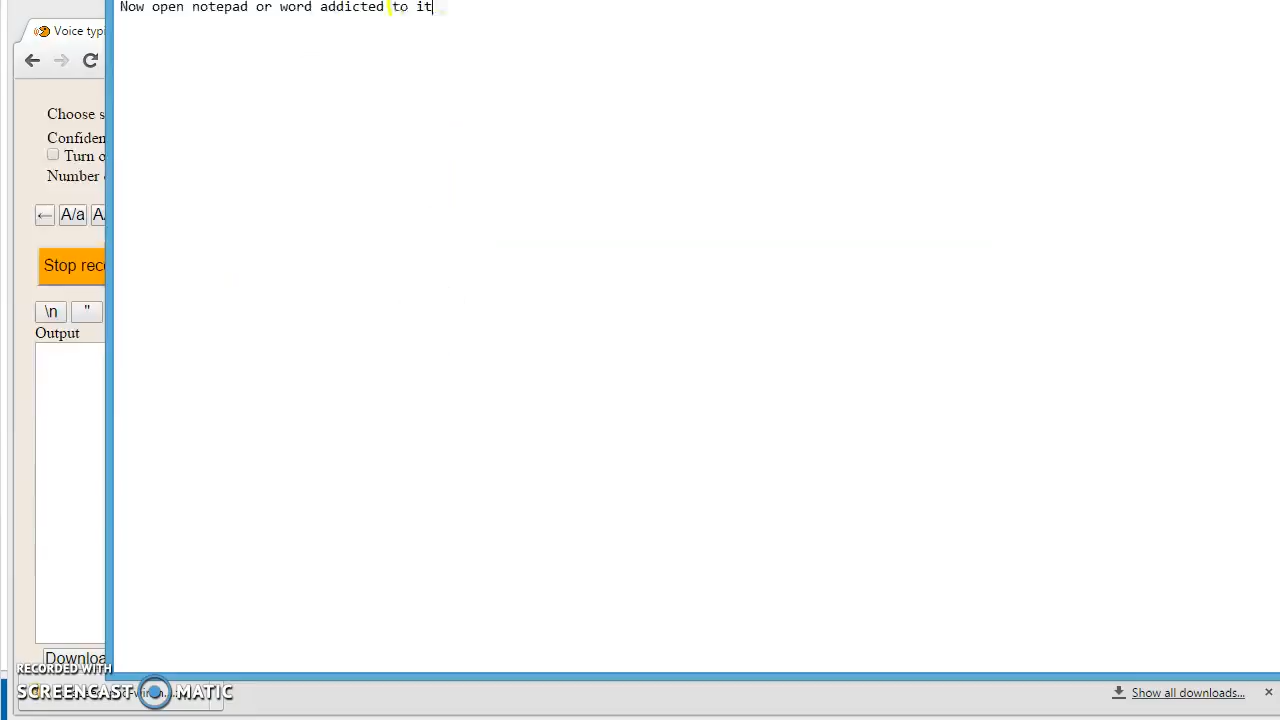 Now open notepad or word addicted to it
Voice typi
Choose s
Confiden
Turn o
Number
← A/a A
Stop rec
\n "
Output
Downloa
RECORDED WITH
SCREENCAST MATIC
Show all downloads...